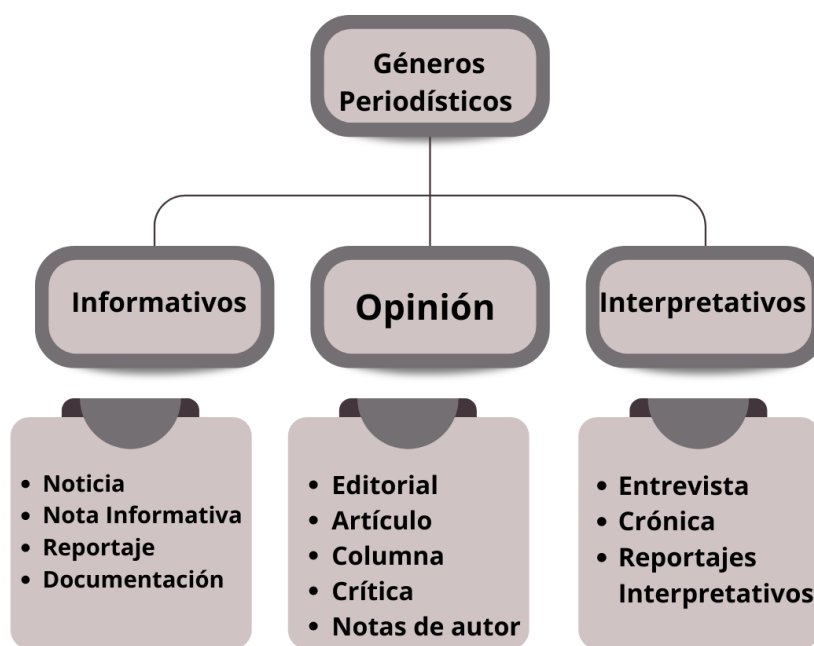 Géneros
Periodísticos
Informativos
Opinión
Interpretativos
• Noticia
• Nota Informativa
• Reportaje
• Documentación
• Editorial
• Artículo
• Columna
• Crítica
• Notas de autor
• Entrevista
• Crónica
• Reportajes
Interpretativos